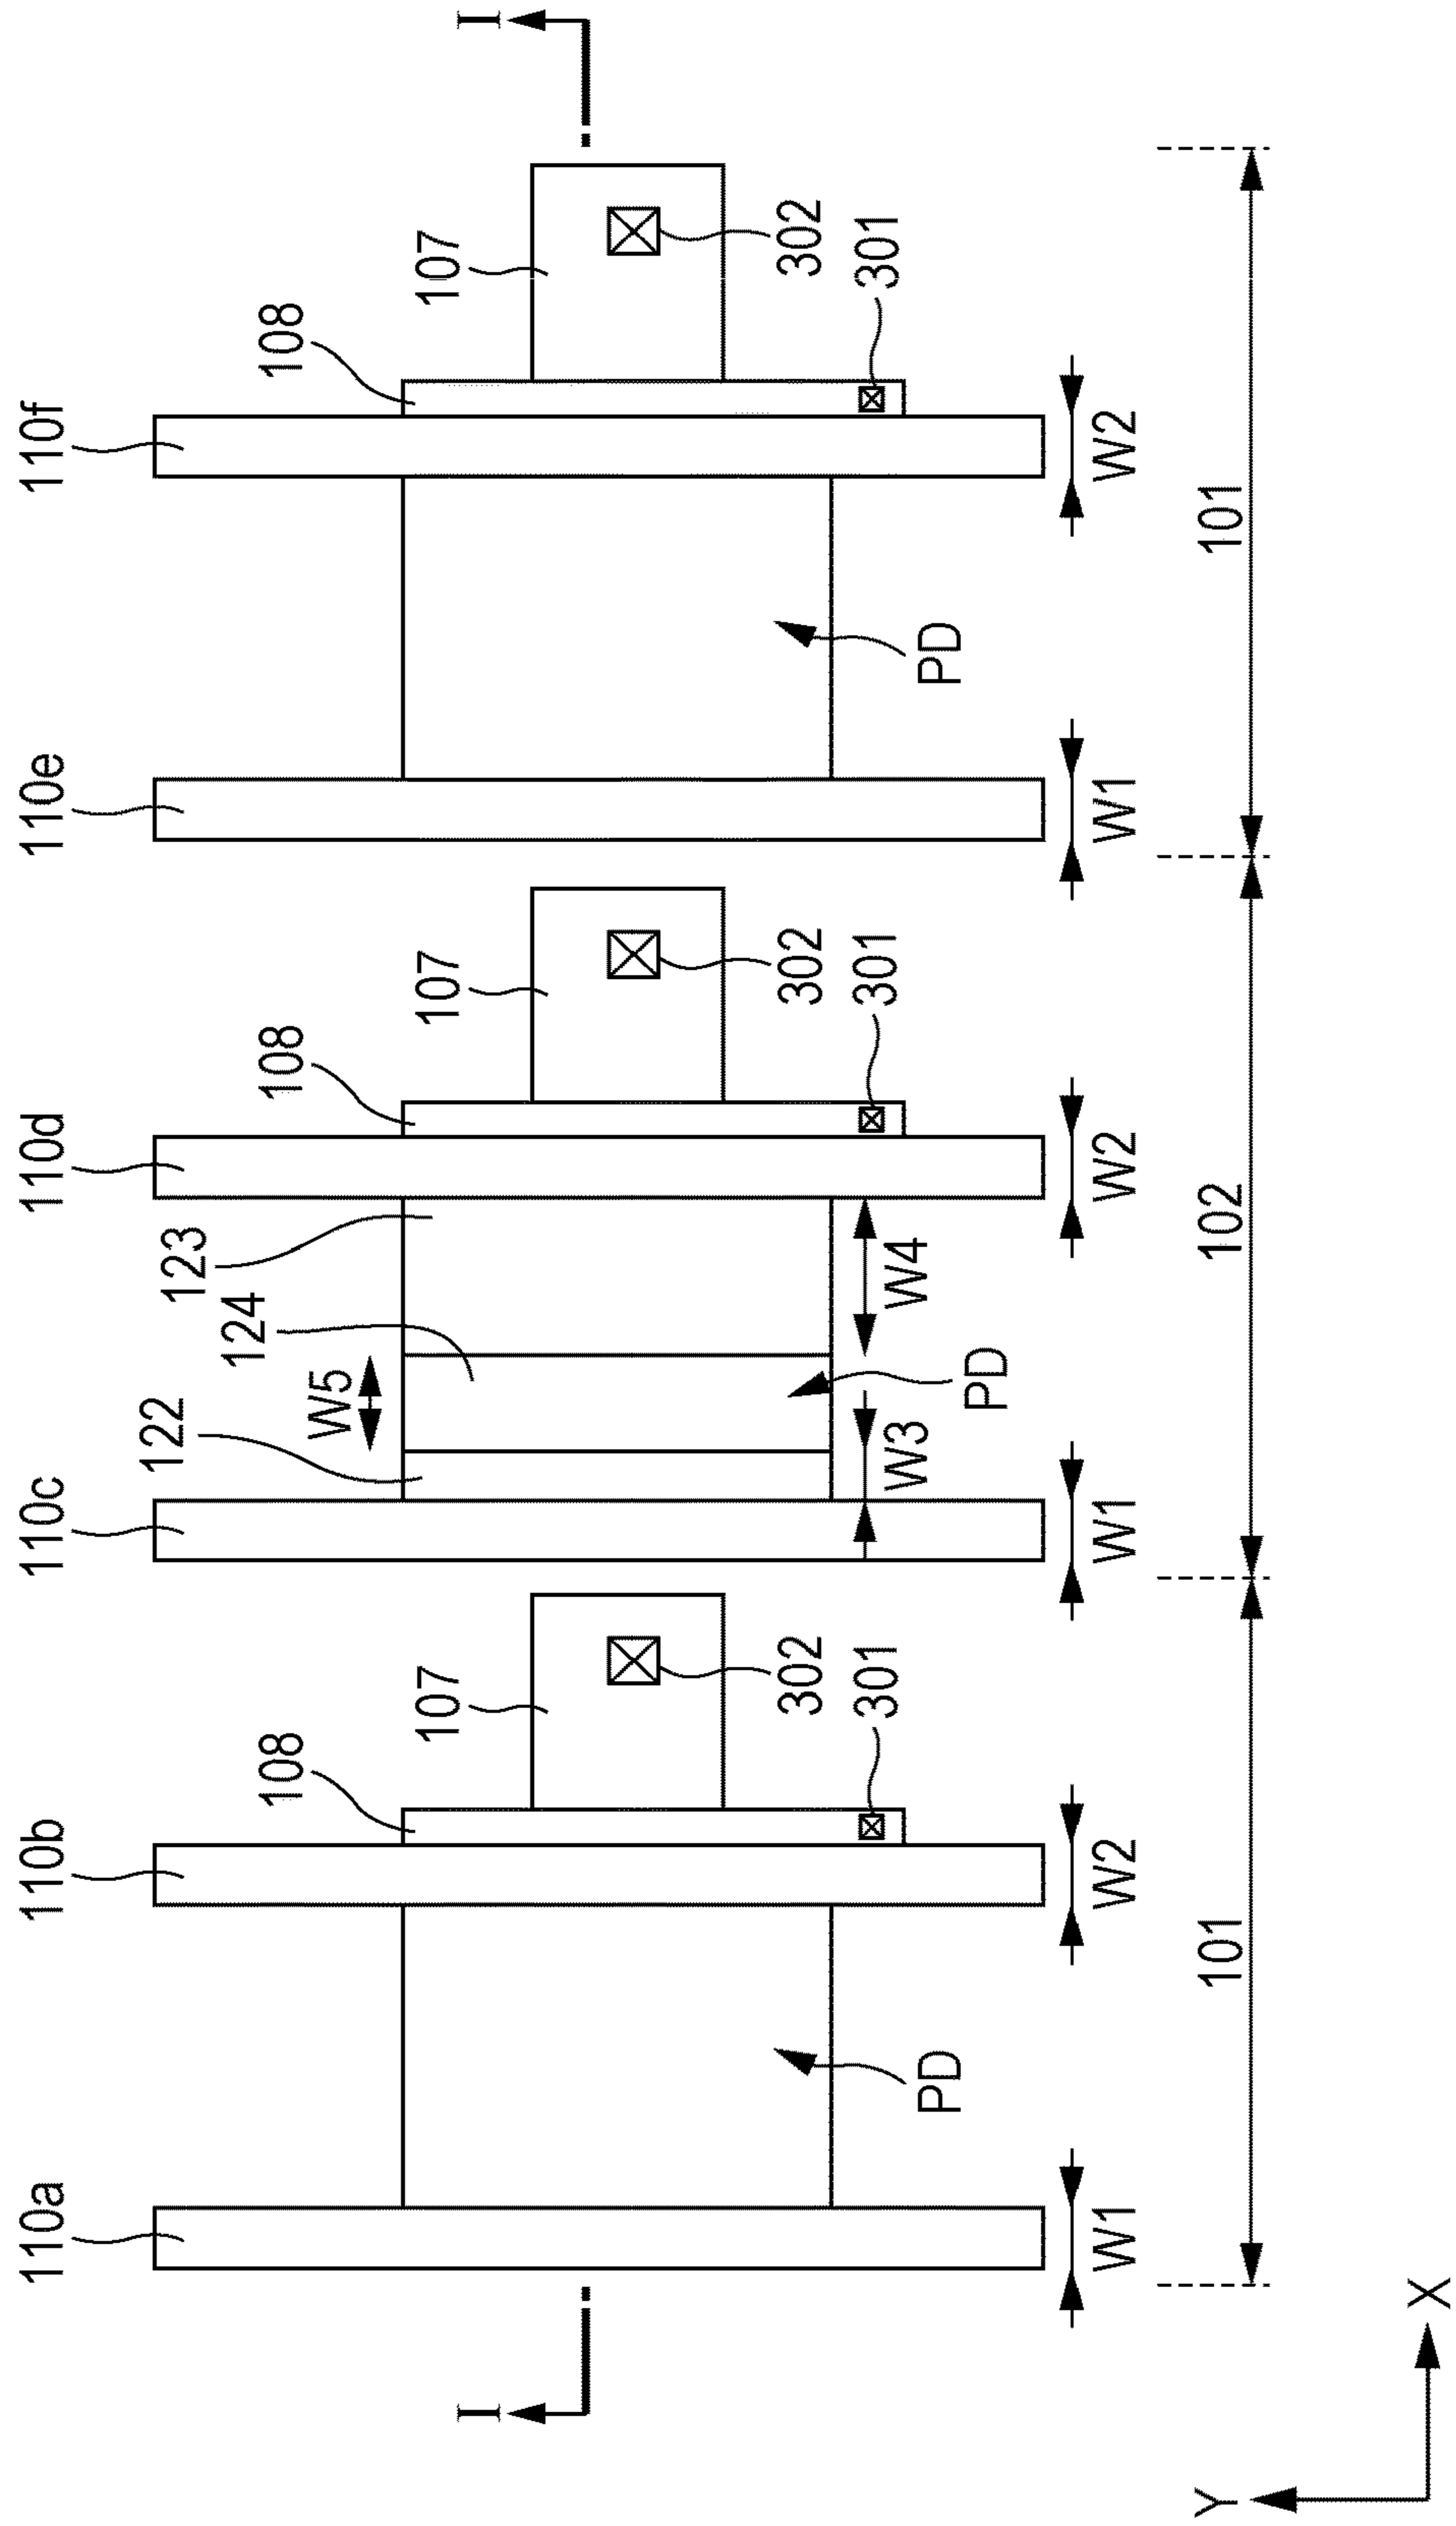 110a 110b 110c 110d 110e 110f
122 123
124
108 108 108
W5
107 107 107
I I
302 302 302
301 301 301
W3 W4
PD PD PD
W1 W2 W1 W2 W1 W2
101 102 101
Y
X